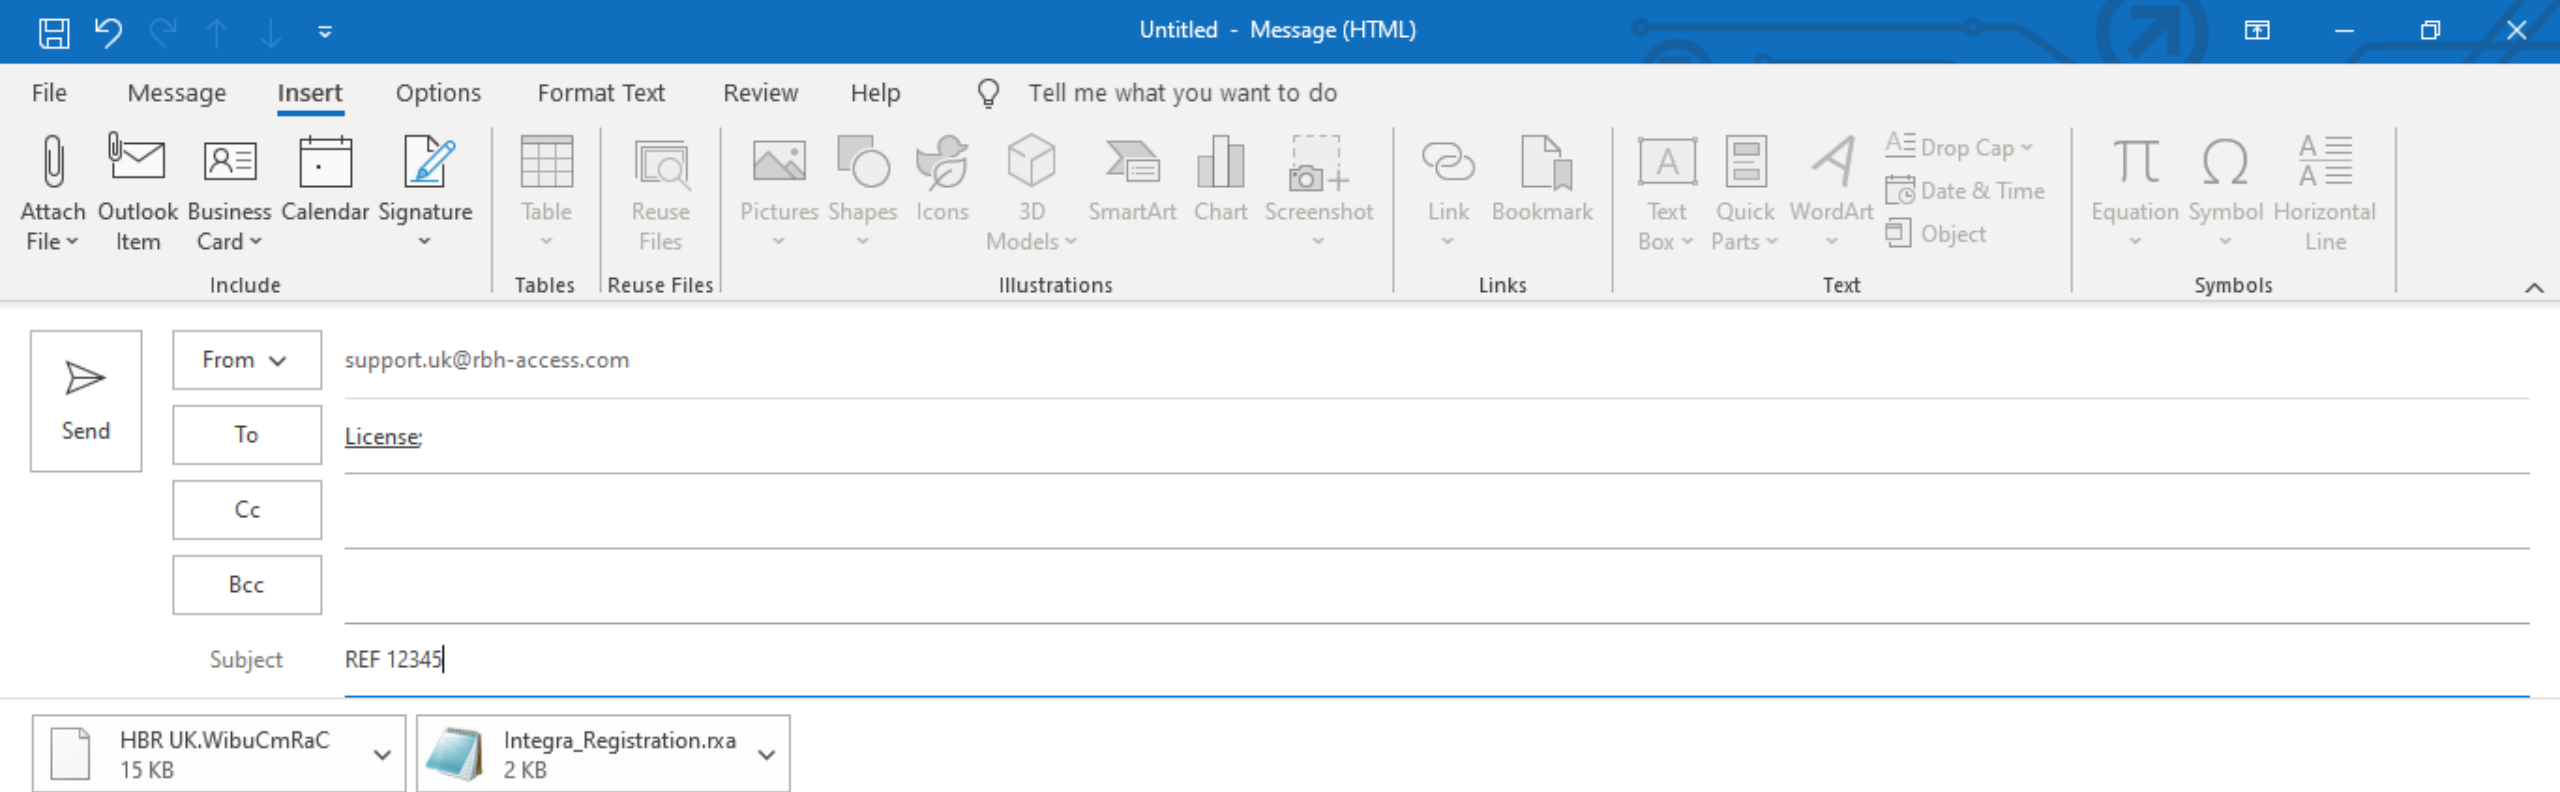 Untitled - Message (HTML)
File Message Insert Options Format Text Review Help Tell me what you want to do
Attach File Outlook Item Business Card Calendar Signature Table Reuse Files Pictures Shapes Icons 3D Models SmartArt Chart Screenshot Link Bookmark Text Box Quick Parts WordArt Drop Cap Date & Time Object Equation Symbol Horizontal Line
Include Tables Reuse Files Illustrations Links Text Symbols
Send
From support.uk@rbh-access.com
To License;
Cc
Bcc
Subject REF 12345
HBR UK.WibuCmRaC Integra_Registration.rxa
15 KB 2 KB